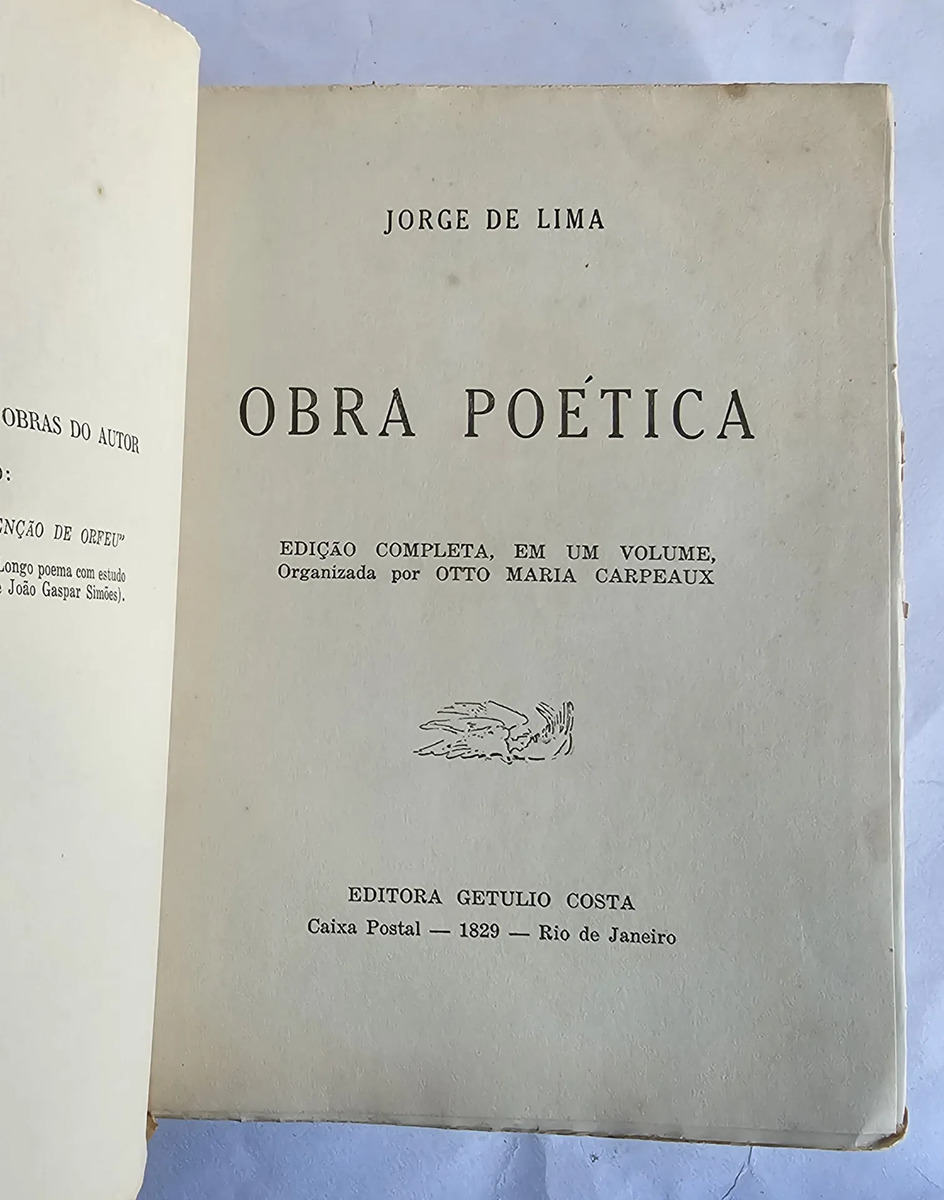 OBRAS DO AUTOR
ENÇÃO DE ORFEU"
Longo poema com estudo
João Gaspar Simões).
JORGE DE LIMA
OBRA POÉTICA
EDIÇÃO COMPLETA, EM UM VOLUME,
Organizada por OTTO MARIA CARPEAUX
EDITORA GETULIO COSTA
Caixa Postal — 1829 — Rio de Janeiro